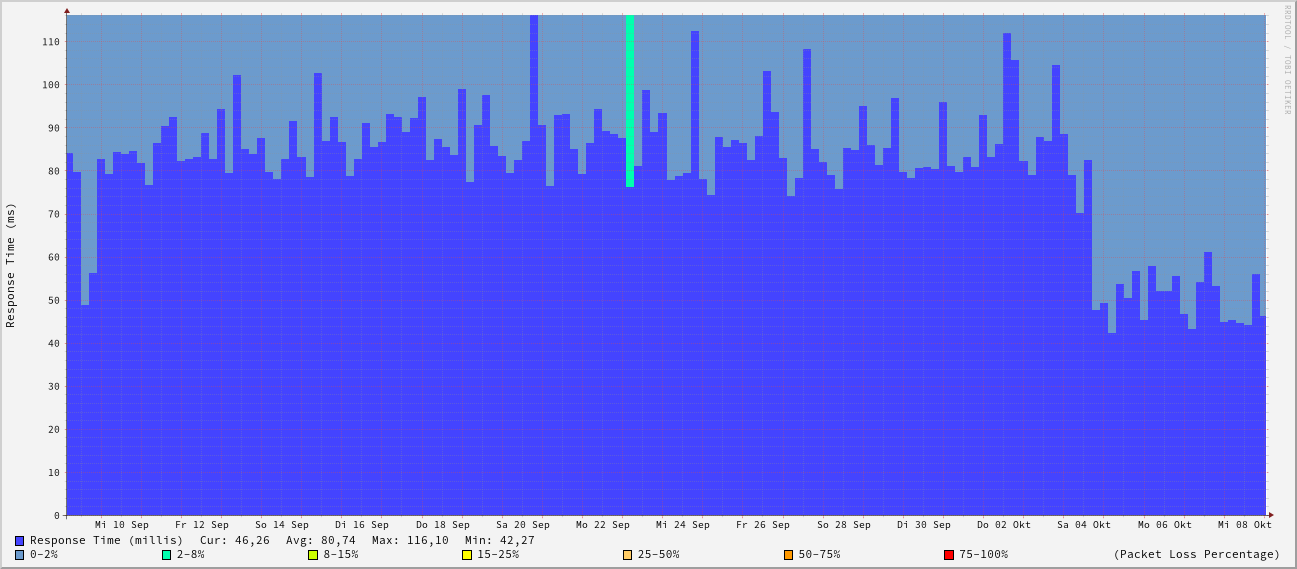 RRDTOOL / TOBI OETIKER
Response Time (ms)
110
100
90
80
70
60
50
40
30
20
10
0
Mi 10 Sep Fr 12 Sep So 14 Sep Di 16 Sep Do 18 Sep Sa 20 Sep Mo 22 Sep Mi 24 Sep Fr 26 Sep So 28 Sep Di 30 Sep Do 02 Okt Sa 04 Okt Mo 06 Okt Mi 08 Okt
Response Time (millis) Cur: 46,26 Avg: 80,74 Max: 116,10 Min: 42,27
0-2% 2-8% 8-15% 15-25% 25-50% 50-75% 75-100% (Packet Loss Percentage)